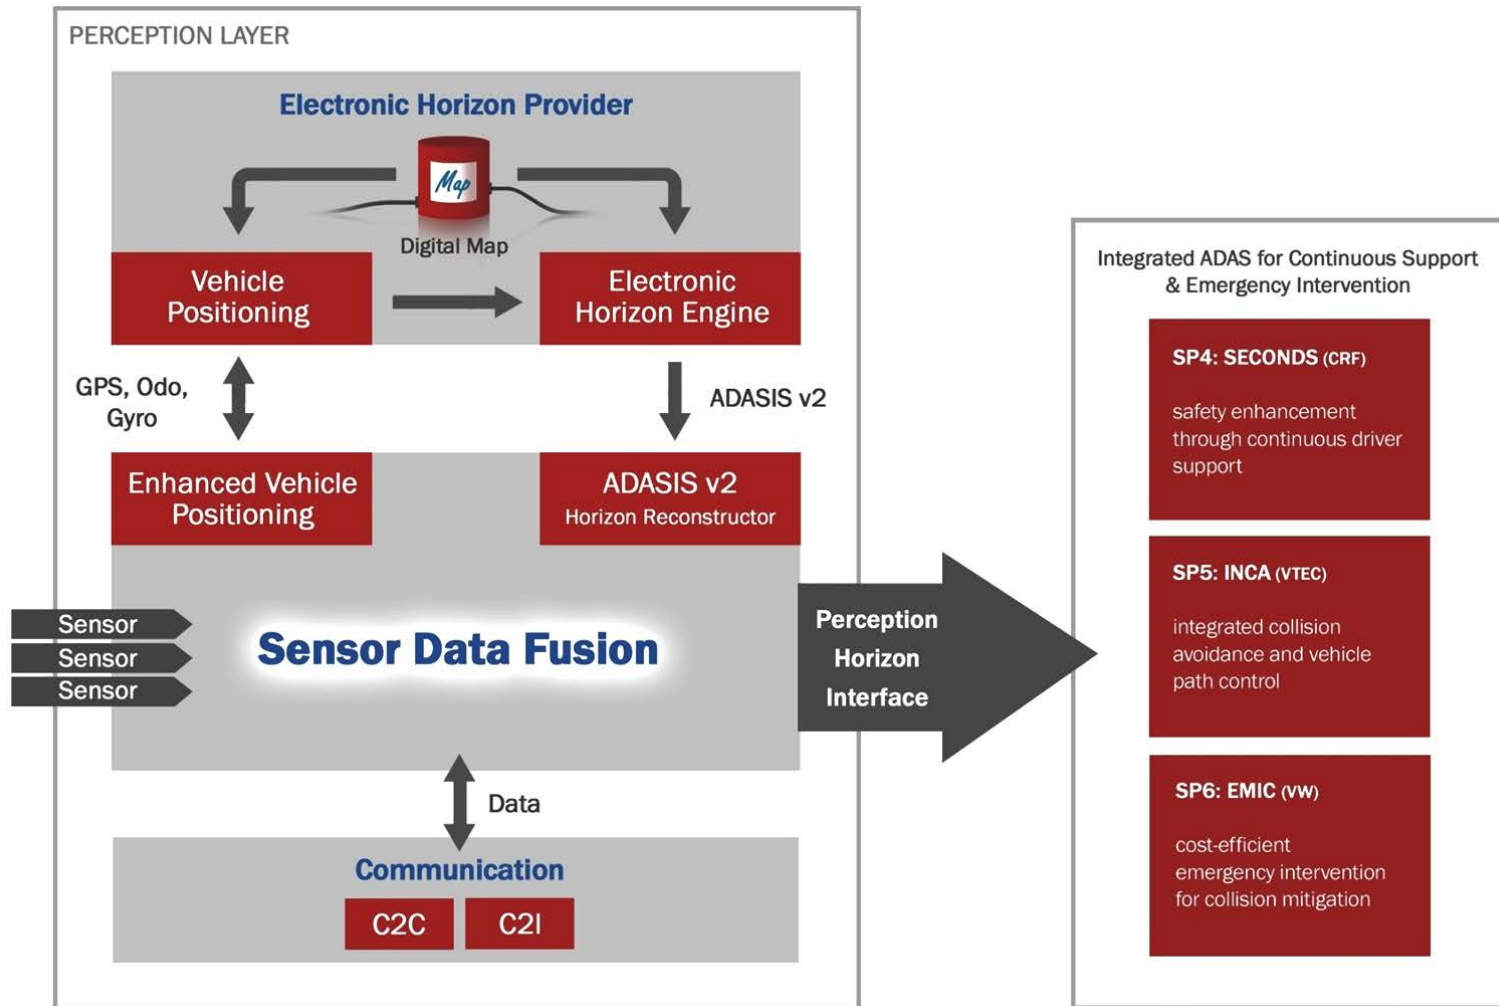 PERCEPTION LAYER
Electronic Horizon Provider
Map
Digital Map
Vehicle
Positioning
Electronic
Horizon Engine
GPS, Odo,
Gyro
ADASIS v2
Enhanced Vehicle
Positioning
ADASIS v2
Horizon Reconstructor
Sensor
Sensor
Sensor
Sensor Data Fusion
Perception
Horizon
Interface
Data
Communication
C2C
C2I
Integrated ADAS for Continuous Support
& Emergency Intervention
SP4: SECONDS (CRF)
safety enhancement
through continuous driver
support
SP5: INCA (VTEC)
integrated collision
avoidance and vehicle
path control
SP6: EMIC (VW)
cost-efficient
emergency intervention
for collision mitigation